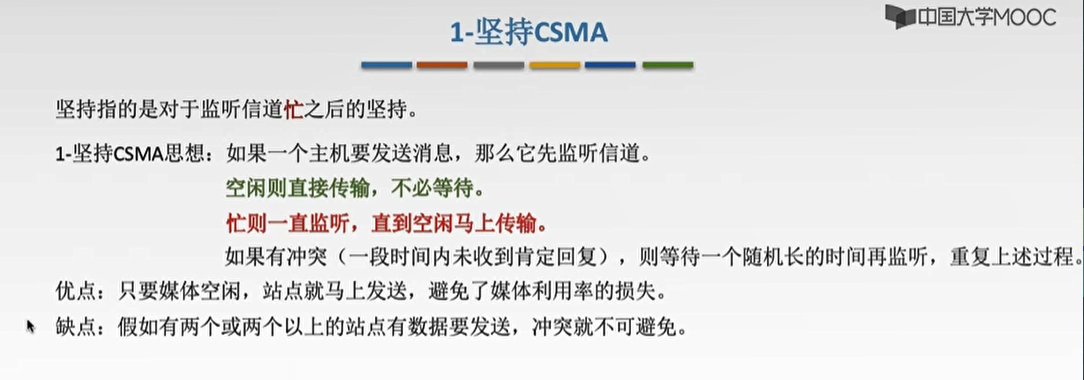 中国大学MOOC
1-坚持CSMA
坚持指的是对于监听信道忙之后的坚持。
1-坚持CSMA思想：如果一个主机要发送消息，那么它先监听信道。
空闲则直接传输，不必等待。
忙则一直监听，直到空闲马上传输。
如果有冲突（一段时间内未收到肯定回复），则等待一个随机长的时间再监听，重复上述过程。
优点：只要媒体空闲，站点就马上发送，避免了媒体利用率的损失。
缺点：假如有两个或两个以上的站点有数据要发送，冲突就不可避免。